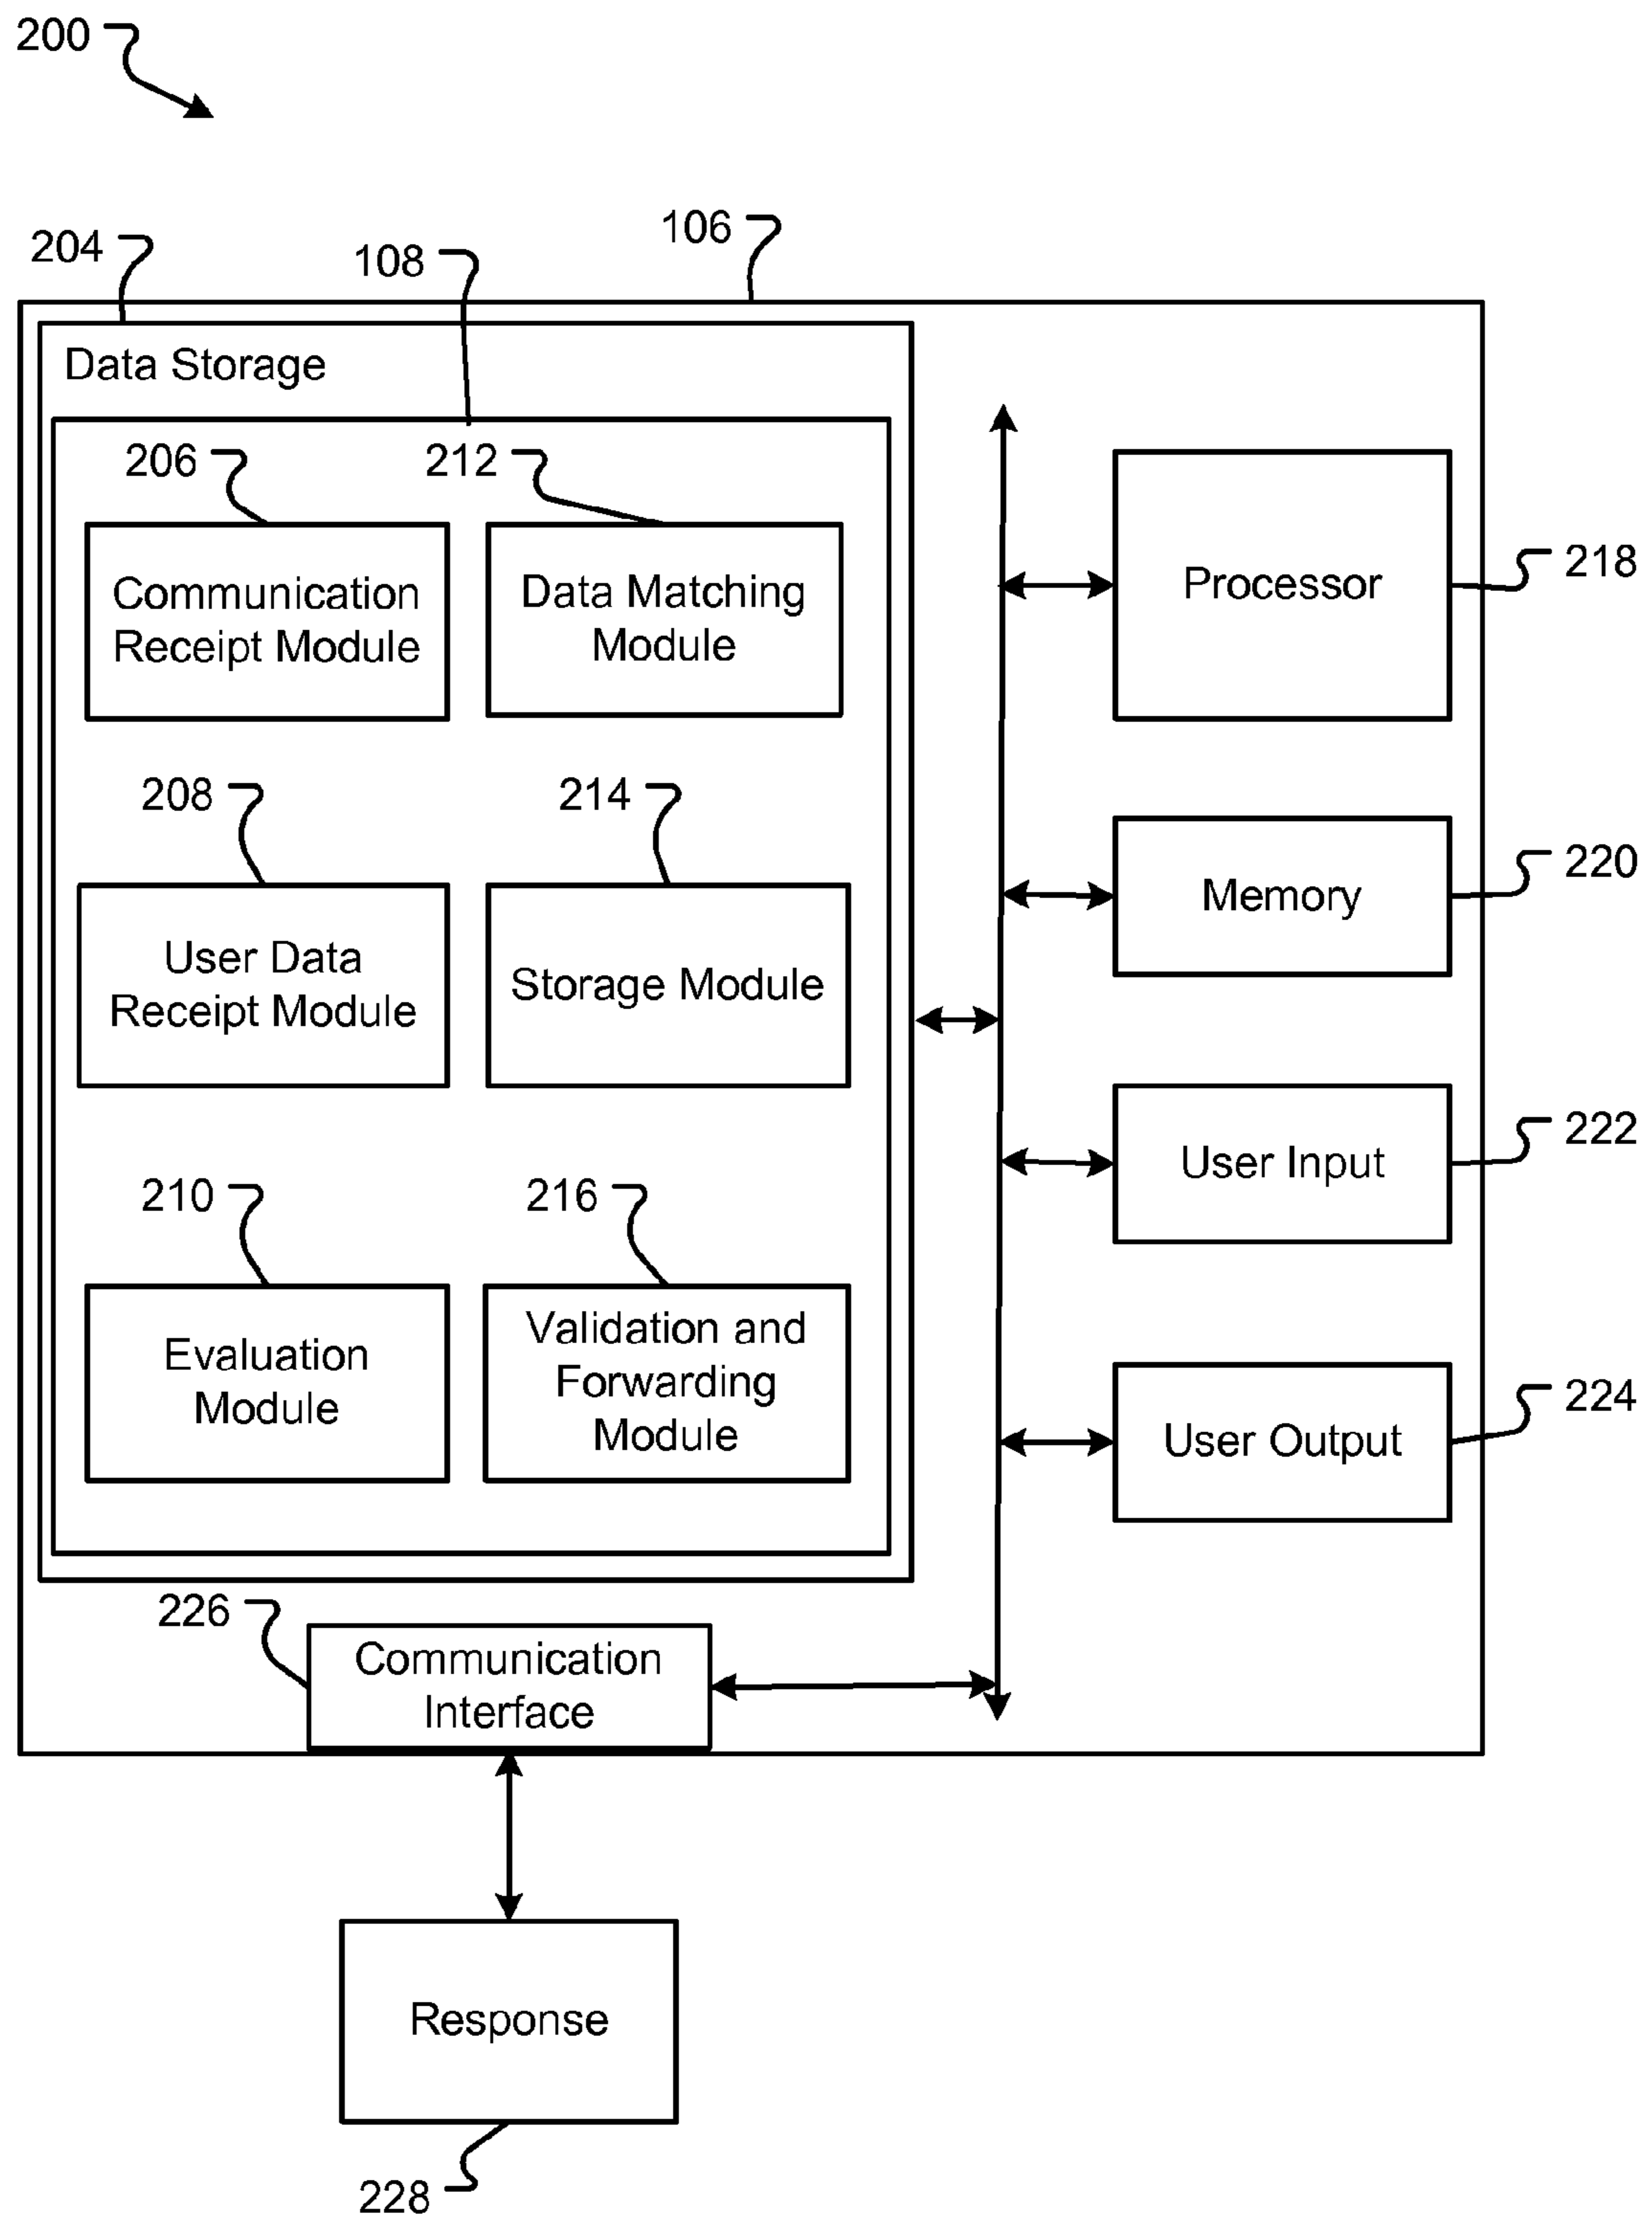 200
204
108
106
Data Storage
206
212
Communication
Receipt Module
Data Matching
Module
Processor
218
208
214
User Data
Receipt Module
Storage Module
Memory
220
210
216
Evaluation
Module
Validation and
Forwarding
Module
User Input
222
User Output
224
226
Communication
Interface
Response
228